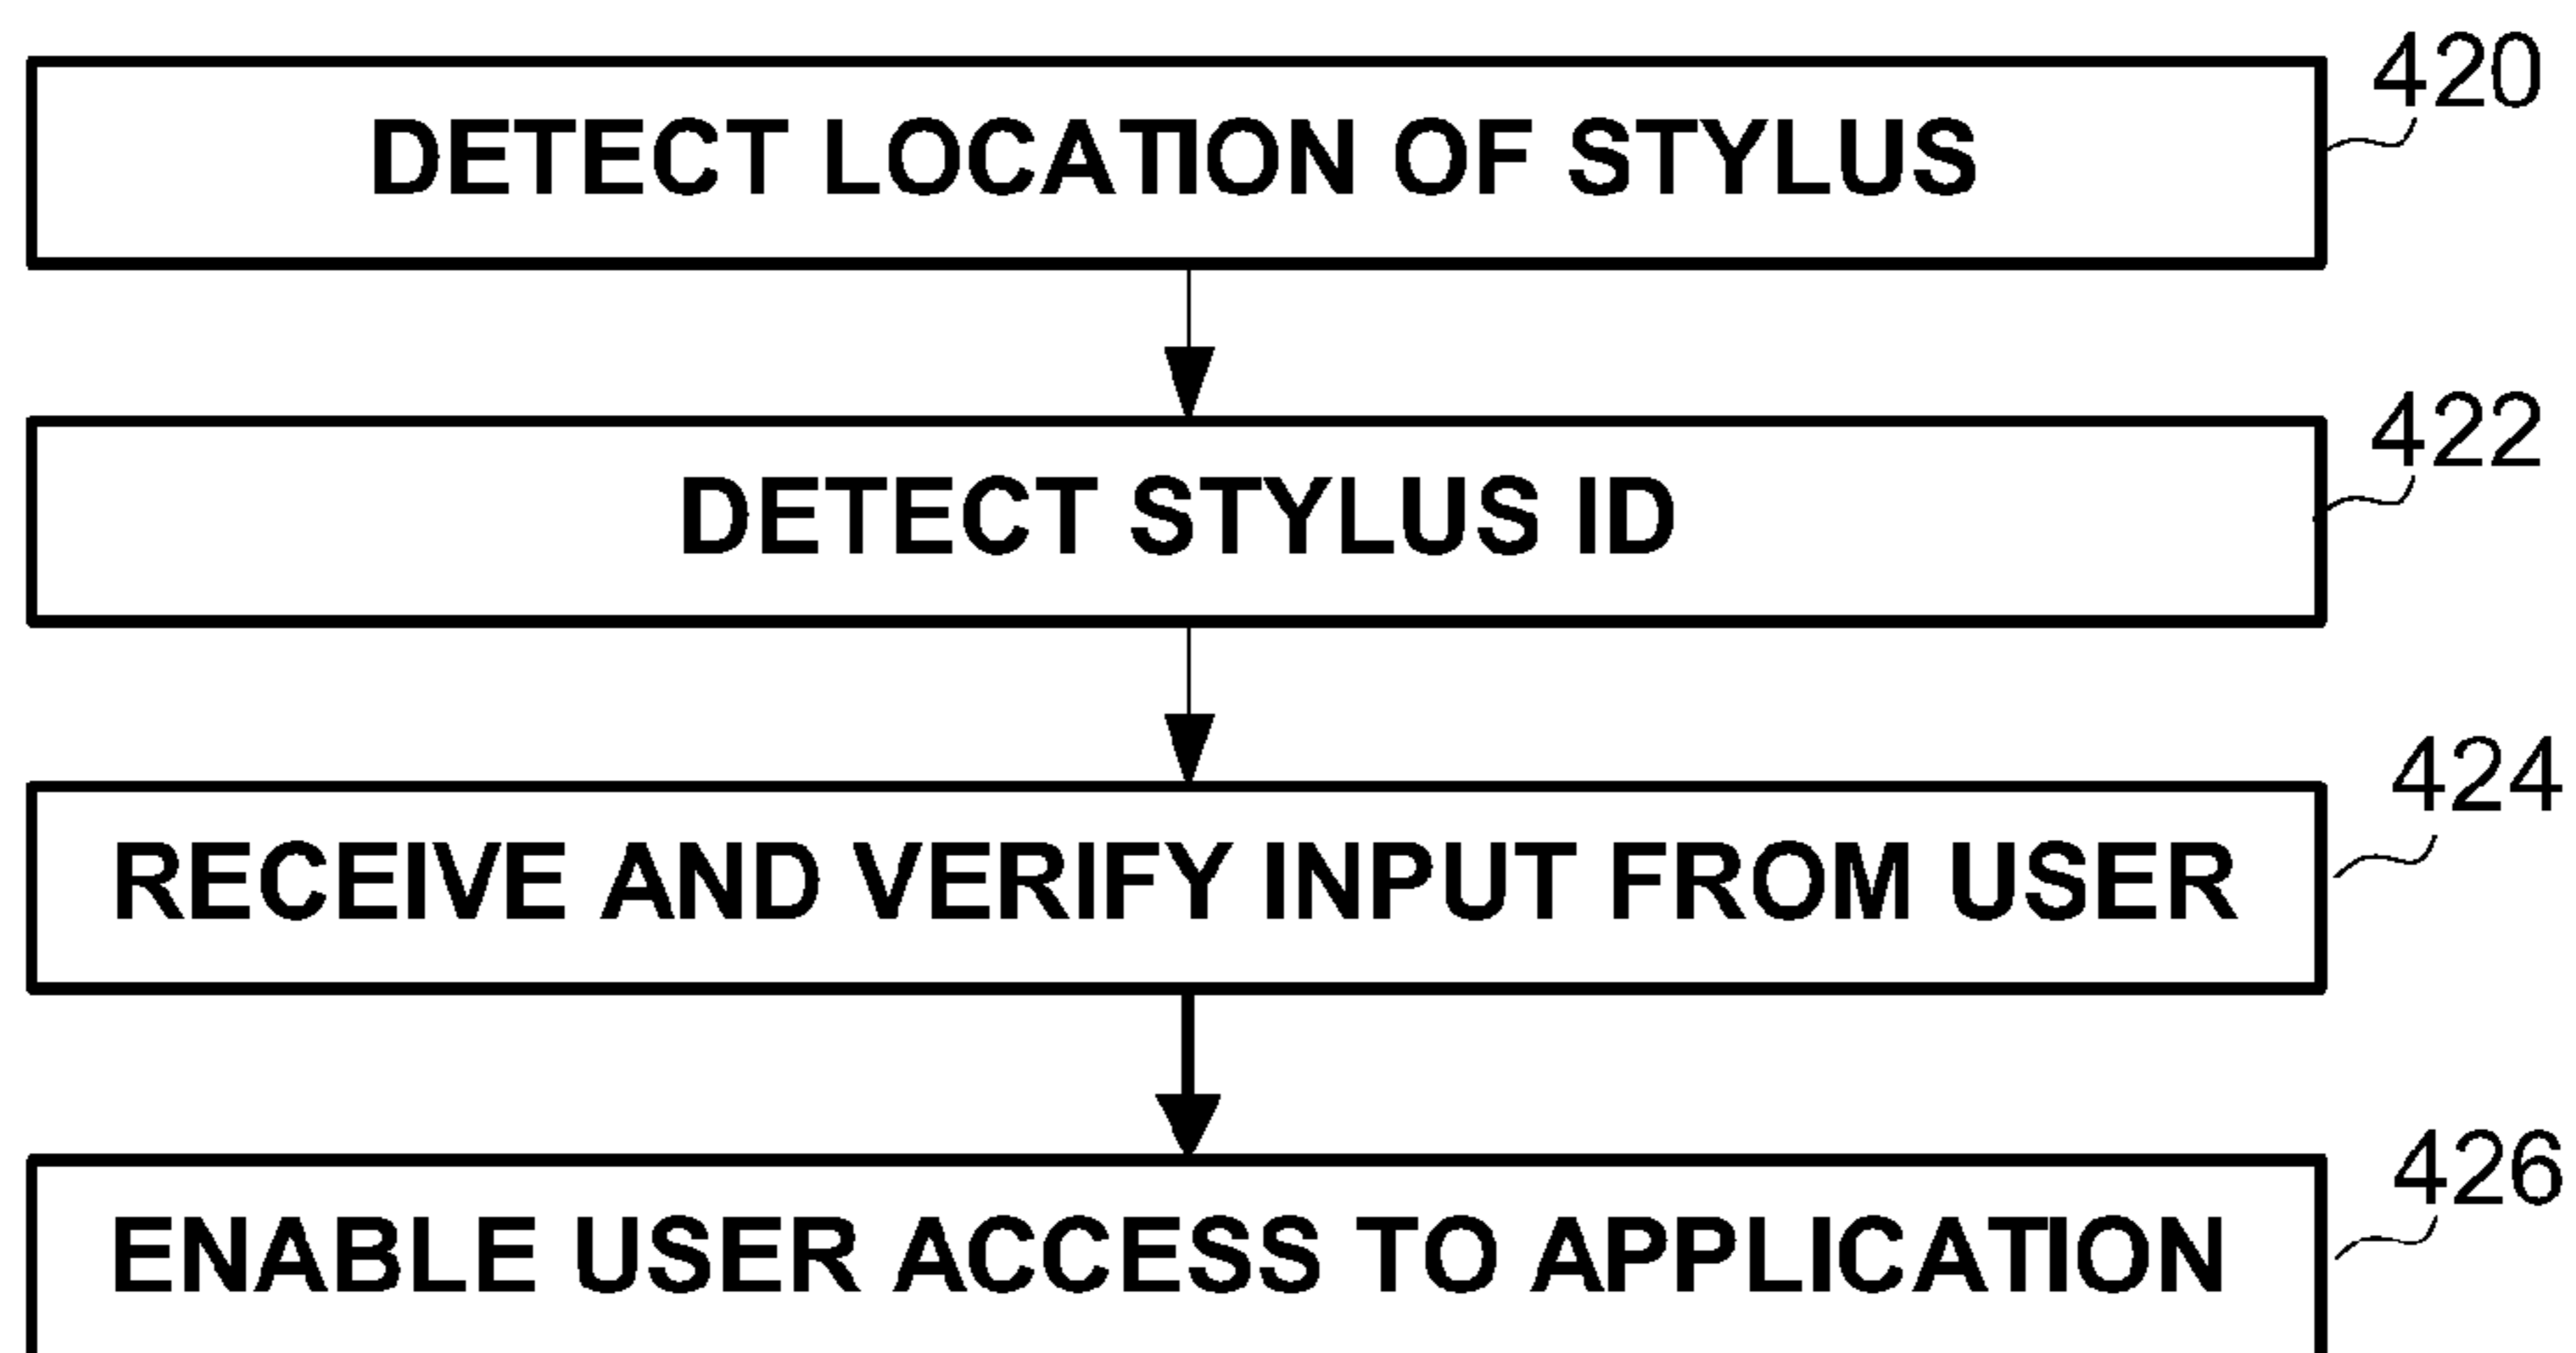 420
DETECT LOCATION OF STYLUS
422
DETECT STYLUS ID
424
RECEIVE AND VERIFY INPUT FROM USER
426
ENABLE USER ACCESS TO APPLICATION